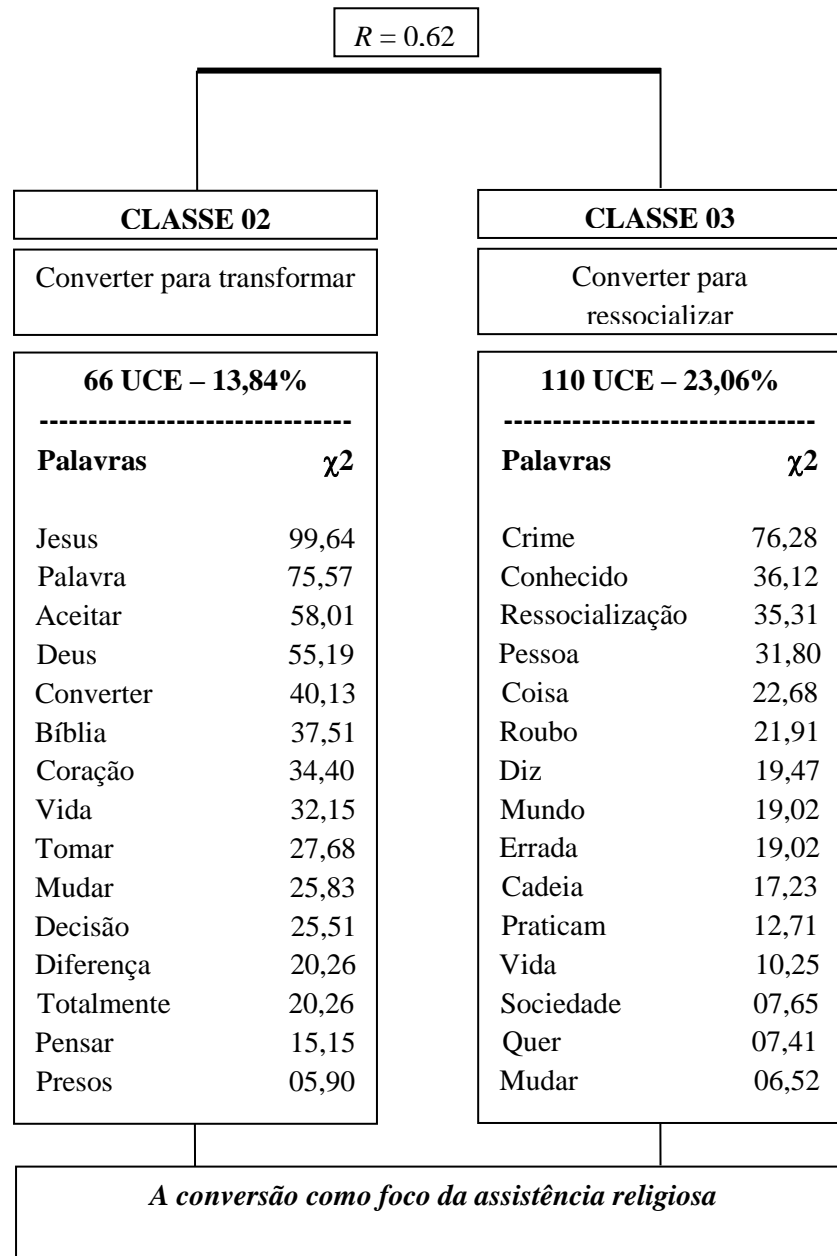 R = 0.62
CLASSE 02
Converter para transformar
66 UCE – 13,84%
--------------------------------
Palavras χ2
Jesus 99,64
Palavra 75,57
Aceitar 58,01
Deus 55,19
Converter 40,13
Bíblia 37,51
Coração 34,40
Vida 32,15
Tomar 27,68
Mudar 25,83
Decisão 25,51
Diferença 20,26
Totalmente 20,26
Pensar 15,15
Presos 05,90
CLASSE 03
Converter para
ressocializar
110 UCE – 23,06%
--------------------------------
Palavras χ2
Crime 76,28
Conhecido 36,12
Ressocialização 35,31
Pessoa 31,80
Coisa 22,68
Roubo 21,91
Diz 19,47
Mundo 19,02
Errada 19,02
Cadeia 17,23
Praticam 12,71
Vida 10,25
Sociedade 07,65
Quer 07,41
Mudar 06,52
A conversão como foco da assistência religiosa